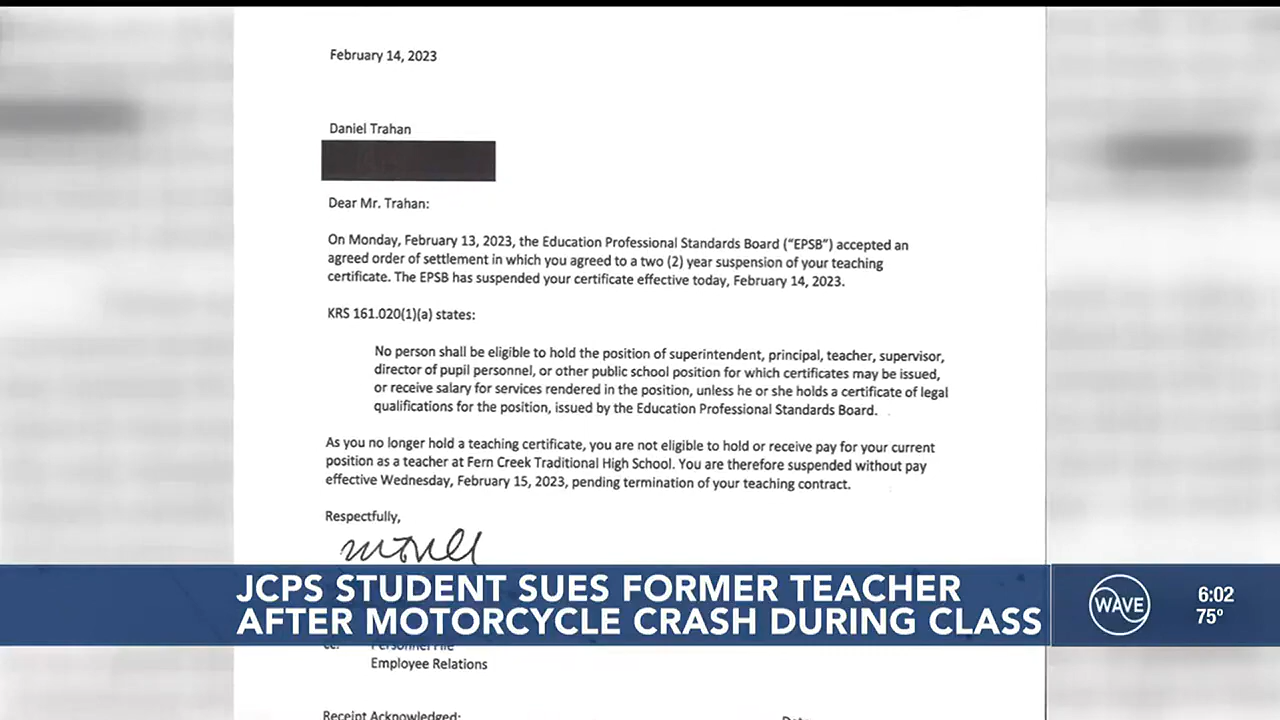 February 14, 2023
Daniel Trahan
Dear Mr. Trahan:
On Monday, February 13, 2023, the Education Professional Standards Board (“EPSB”) accepted an
agreed order of settlement in which you agreed to a two (2) year suspension of your teaching
certificate. The EPSB has suspended your certificate effective today, February 14, 2023.
KRS 161.020(1)(a) states:
No person shall be eligible to hold the position of superintendent, principal, teacher, supervisor,
director of pupil personnel, or other public school position for which certificates may be issued,
or receive salary for services rendered in the position, unless he or she holds a certificate of legal
qualifications for the position, issued by the Education Professional Standards Board.
As you no longer hold a teaching certificate, you are not eligible to hold or receive pay for your current
position as a teacher at Fern Creek Traditional High School. You are therefore suspended without pay
effective Wednesday, February 15, 2023, pending termination of your teaching contract.
Respectfully,
JCPS STUDENT SUES FORMER TEACHER
AFTER MOTORCYCLE CRASH DURING CLASS
WAVE
6:02
75°
cc: Personnel File
Employee Relations
Receipt Acknowledged:
Date: